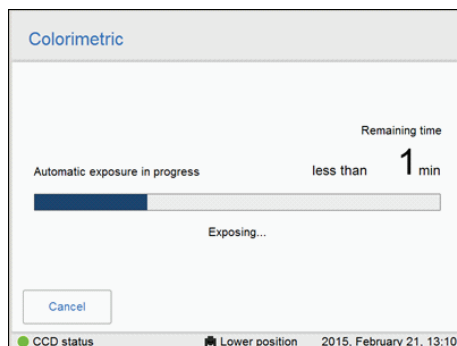 Colorimetric
Remaining time
Automatic exposure in progress less than 1 min
Exposing...
Cancel
CCD status Lower position 2015, February 21, 13:10